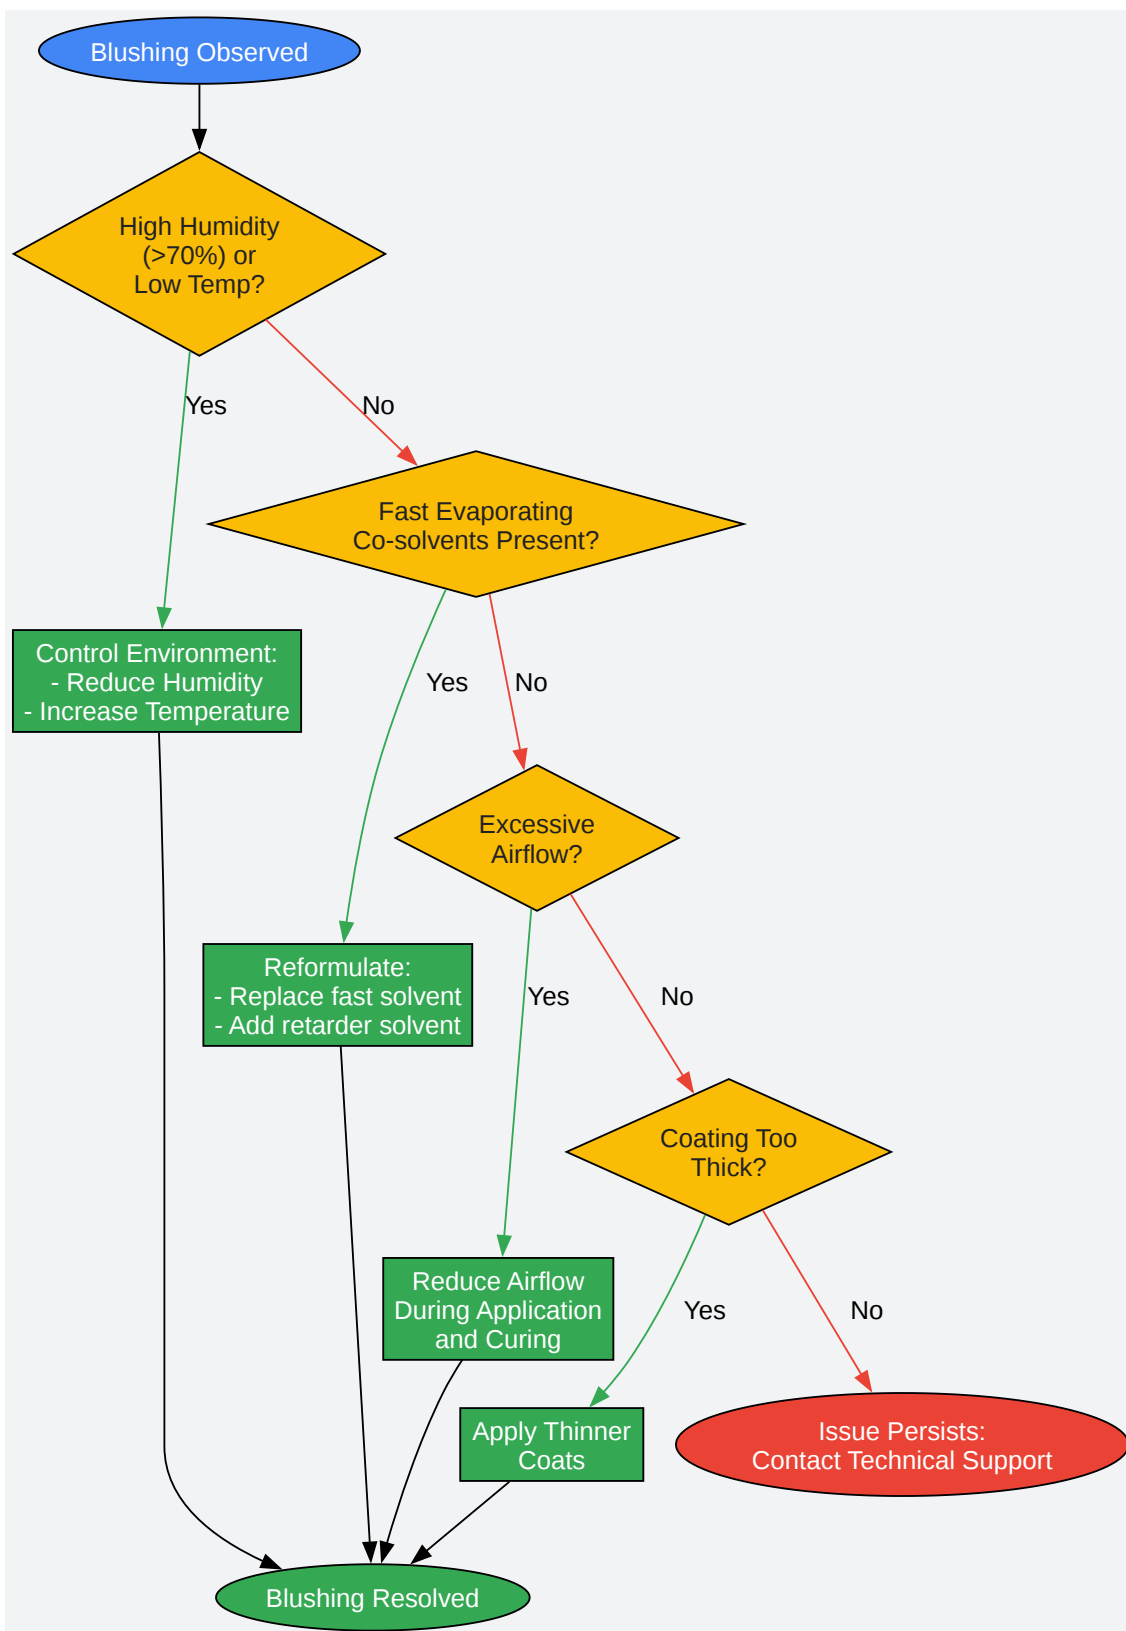 Blushing Observed
High Humidity
(>70%) or
Low Temp?
Yes
No
Fast Evaporating
Co-solvents Present?
Control Environment:
- Reduce Humidity
- Increase Temperature
Yes
No
Excessive
Airflow?
Reformulate:
- Replace fast solvent
- Add retarder solvent
Yes
No
Coating Too
Thick?
Reduce Airflow
During Application
and Curing
Yes
No
Apply Thinner
Coats
Issue Persists:
Contact Technical Support
Blushing Resolved